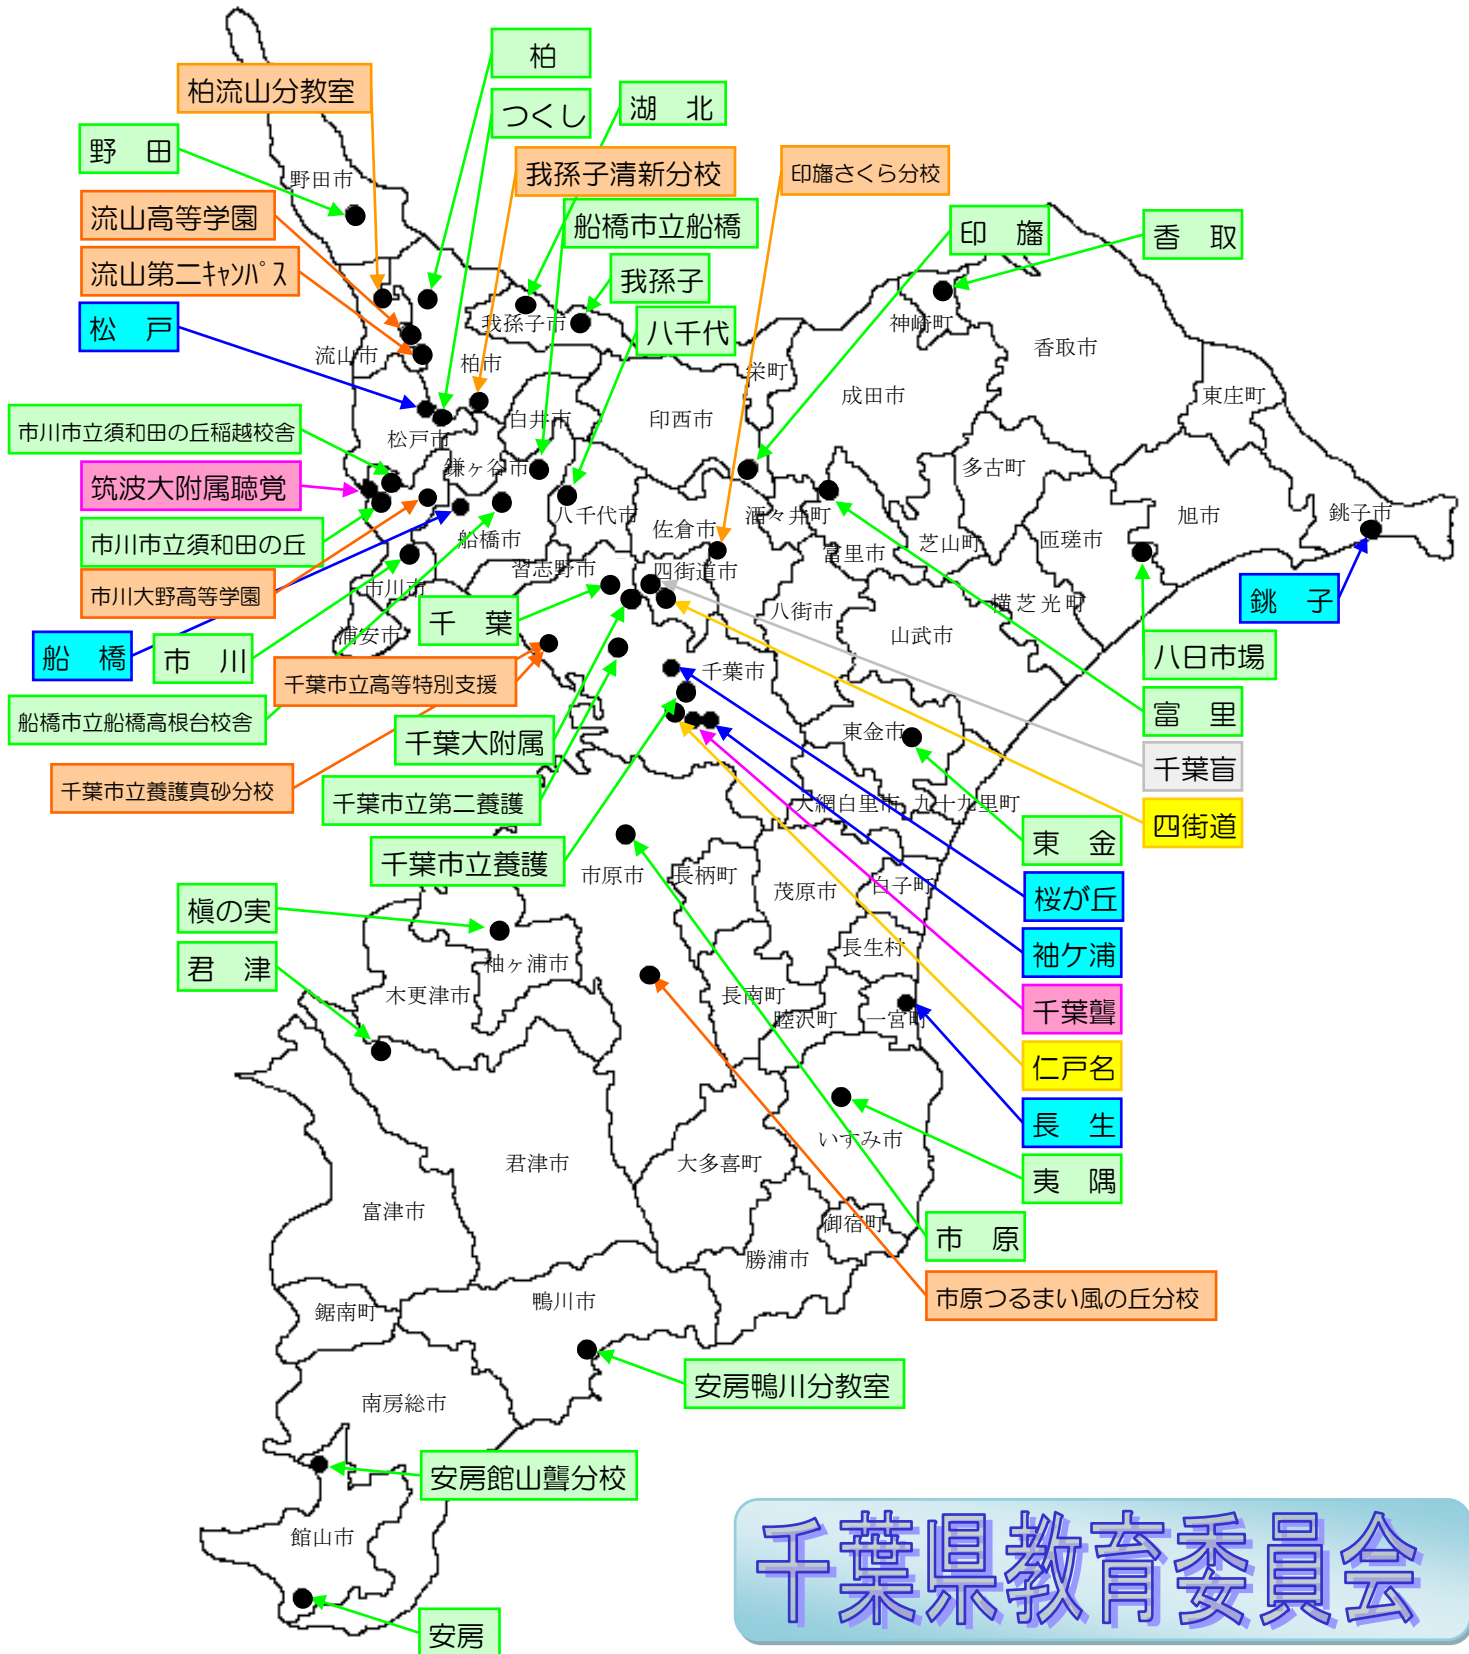 柏
柏流山分教室
つくし
湖　北
野　田
我孫子清新分校
印旛さくら分校
野田市
流山高等学園
船橋市立船橋
印　旛
香　取
流山第二ｷｬﾝﾊﾟｽ
我孫子
松　戸
我孫子市
八千代
神崎町
香取市
流山市
柏市
栄町
成田市
東庄町
市川市立須和田の丘稲越校舎
松戸市
白井市
印西市
筑波大附属聴覚
鎌ヶ谷市
多古町
市川市立須和田の丘
船橋市
八千代市
佐倉市
酒々井町
富里市
芝山町
匝瑳市
旭市
銚子市
市川大野高等学園
市川市
習志野市
四街道市
八街市
横芝光町
銚　子
船　橋
市　川
浦安市
千　葉
山武市
八日市場
千葉市立高等特別支援
千葉市
富　里
船橋市立船橋高根台校舎
千葉大附属
東金市
千葉盲
千葉市立養護真砂分校
千葉市立第二養護
大網白里市
九十九里町
四街道
千葉市立養護
市原市
長柄町
茂原市
白子町
東　金
槇の実
桜が丘
君　津
袖ヶ浦市
長生村
袖ケ浦
木更津市
長南町
睦沢町
一宮町
千葉聾
仁戸名
長　生
君津市
大多喜町
いすみ市
夷　隅
富津市
御宿町
市　原
勝浦市
鋸南町
鴨川市
市原つるまい風の丘分校
南房総市
安房鴨川分教室
安房館山聾分校
館山市
安房
千葉県教育委員会